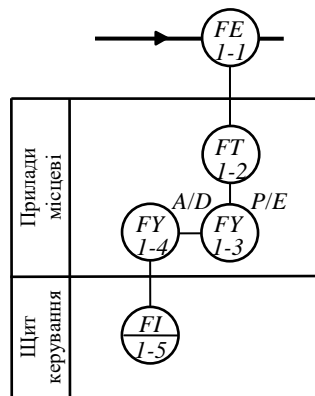 FE
1-1
FT
1-2
A/D
P/E
FY
1-4
FY
1-3
FI
1-5
Прилади
місцеві
Щит
керування